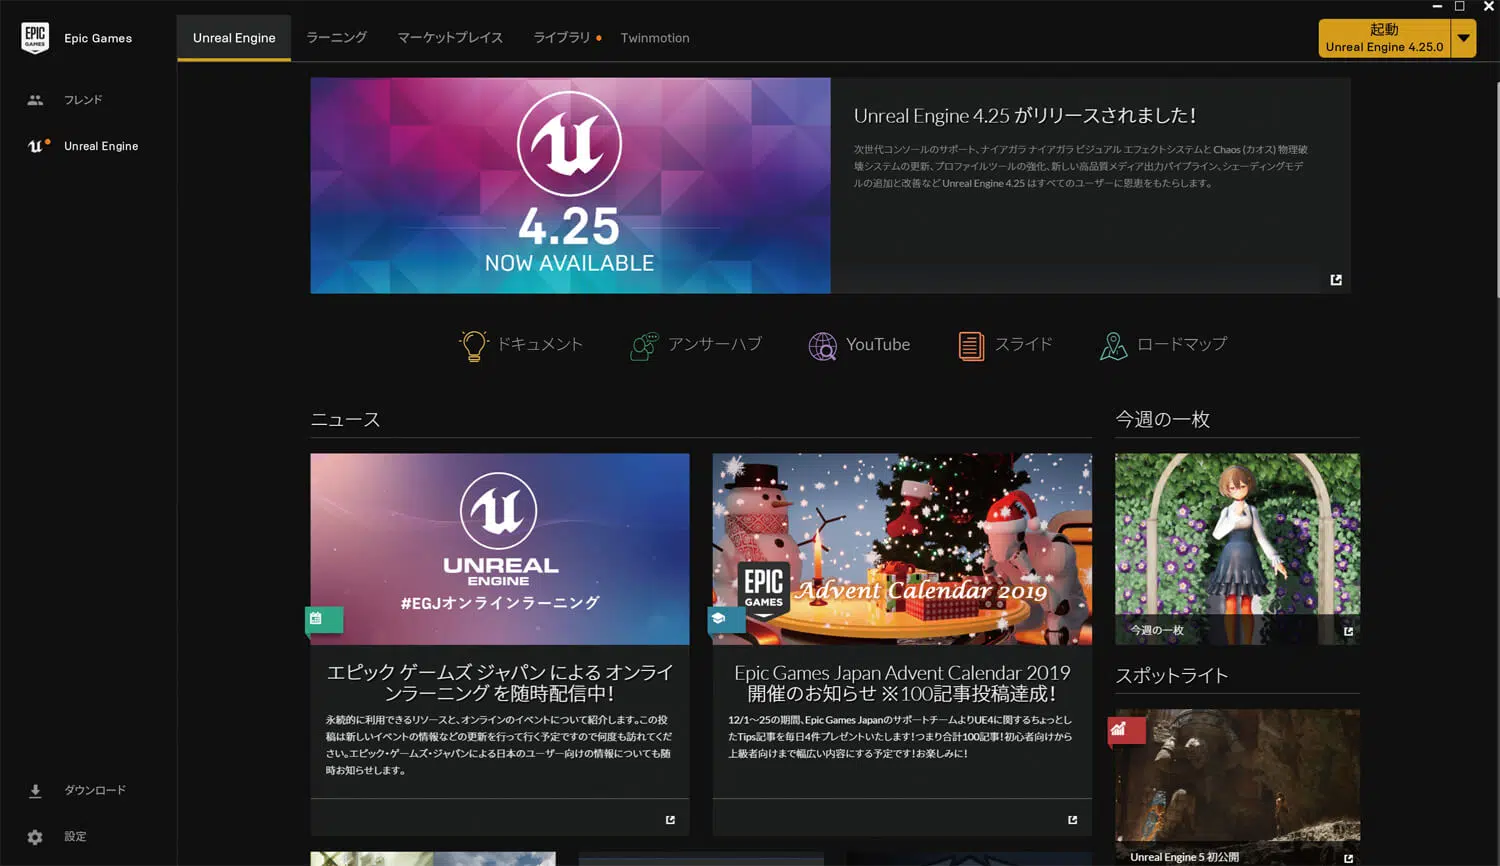 EPIC GAMES
Epic Games
Unreal Engine
ラーニング
マーケットプレイス
ライブラリ
Twinmotion
起動
Unreal Engine 4.25.0
フレンド
Unreal Engine
ダウンロード
設定
4.25
NOW AVAILABLE
Unreal Engine 4.25 がリリースされました！
次世代コンソールのサポート、ナイアガラ ナイアガラ ビジュアル エフェクトシステムと Chaos (カオス) 物理破
壊システムの更新、プロファイルツールの強化、新しい高品質メディア出力パイプライン、シェーディングモデ
ルの追加と改善など Unreal Engine 4.25 はすべてのユーザーに恩恵をもたらします。
ドキュメント
アンサーハブ
YouTube
スライド
ロードマップ
ニュース
UNREAL
ENGINE
#EGJオンラインラーニング
エピック ゲームズ ジャパン による オンライ
ンラーニング を随時配信中！
永続的に利用できるリソースと、オンラインのイベントについて紹介します。この投
稿は新しいイベントの情報などの更新を行って行く予定ですので何度も訪れてくだ
さい。エピック・ゲームズ・ジャパンによる日本のユーザー向けの情報についても随
時お知らせします。
EPIC
GAMES
Advent Calendar 2019
Epic Games Japan Advent Calendar 2019
開催のお知らせ ※100記事投稿達成！
12/1～25の期間、Epic Games JapanのサポートチームよりUE4に関するちょっとし
たTips記事を毎日4件プレゼントいたします！つまり合計100記事！初心者向けから
上級者向けまで幅広い内容にする予定です！お楽しみに！
今週の一枚
今週の一枚
スポットライト
Unreal Engine 5 初公開